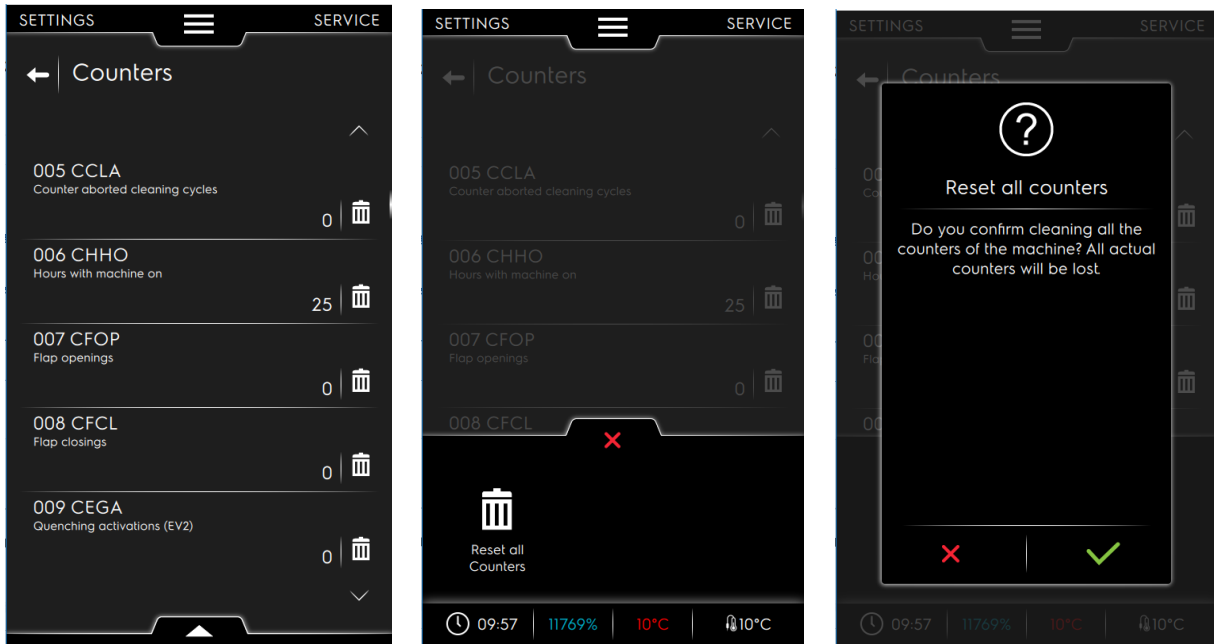 SETTINGS
SERVICE
Counters
005 CCLA
Counter aborted cleaning cycles
0
006 CHHO
Hours with machine on
25
007 CFOP
Flap openings
0
008 CFCL
Flap closings
0
009 CEGA
Quenching activations (EV2)
0
SETTINGS
SERVICE
Counters
005 CCLA
Counter aborted cleaning cycles
0
006 CHHO
Hours with machine on
25
007 CFOP
Flap openings
0
008 CFCL
Reset all
Counters
09:57
11769%
10°C
10°C
SETTINGS
SERVICE
Counters
Reset all counters
Do you confirm cleaning all the
counters of the machine? All actual
counters will be lost.
09:57
11769%
10°C
10°C